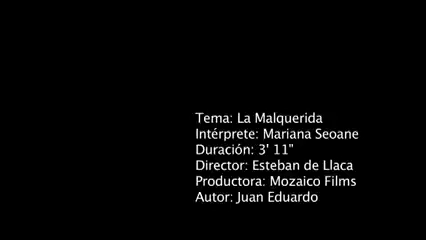 Tema: La Malquerida
Intérprete: Mariana Seoane
Duración: 3' 11"
Director: Esteban de Llaca
Productora: Mozaico Films
Autor: Juan Eduardo